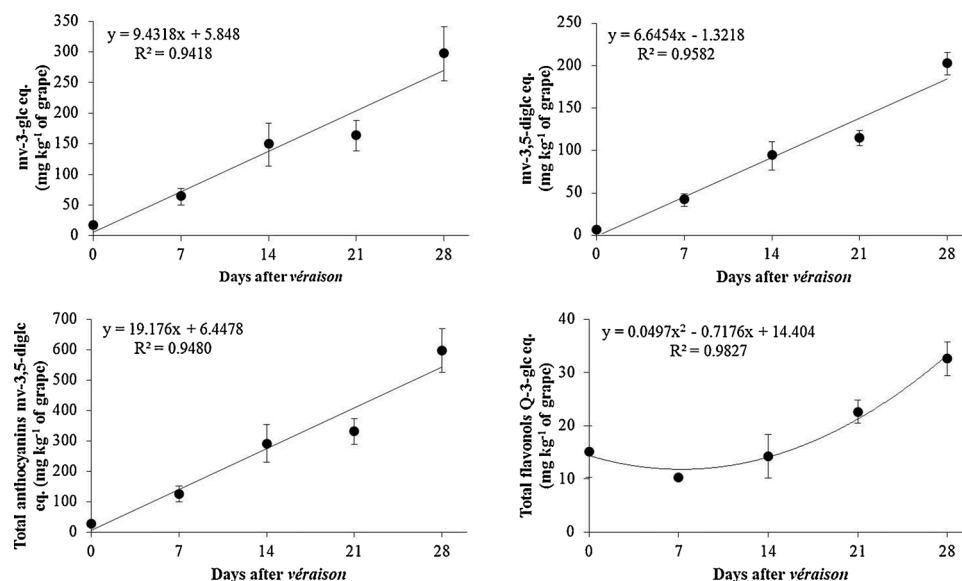 mv-3-glc eq.
(mg kg⁻¹ of grape)
350
300
250
200
150
100
50
0
y = 9.4318x + 5.848
R² = 0.9418
0 7 14 21 28
Days after véraison
mv-3,5-diglc eq.
(mg kg⁻¹ of grape)
250
200
150
100
50
0
y = 6.6454x - 1.3218
R² = 0.9582
0 7 14 21 28
Days after véraison
Total anthocyanins mv-3,5-diglc
eq. (mg kg⁻¹ of grape)
700
600
500
400
300
200
100
0
y = 19.176x + 6.4478
R² = 0.9480
0 7 14 21 28
Days after véraison
Total flavonols Q-3-glc eq.
(mg kg⁻¹ of grape)
40
30
20
10
0
y = 0.0497x² - 0.7176x + 14.404
R² = 0.9827
0 7 14 21 28
Days after véraison